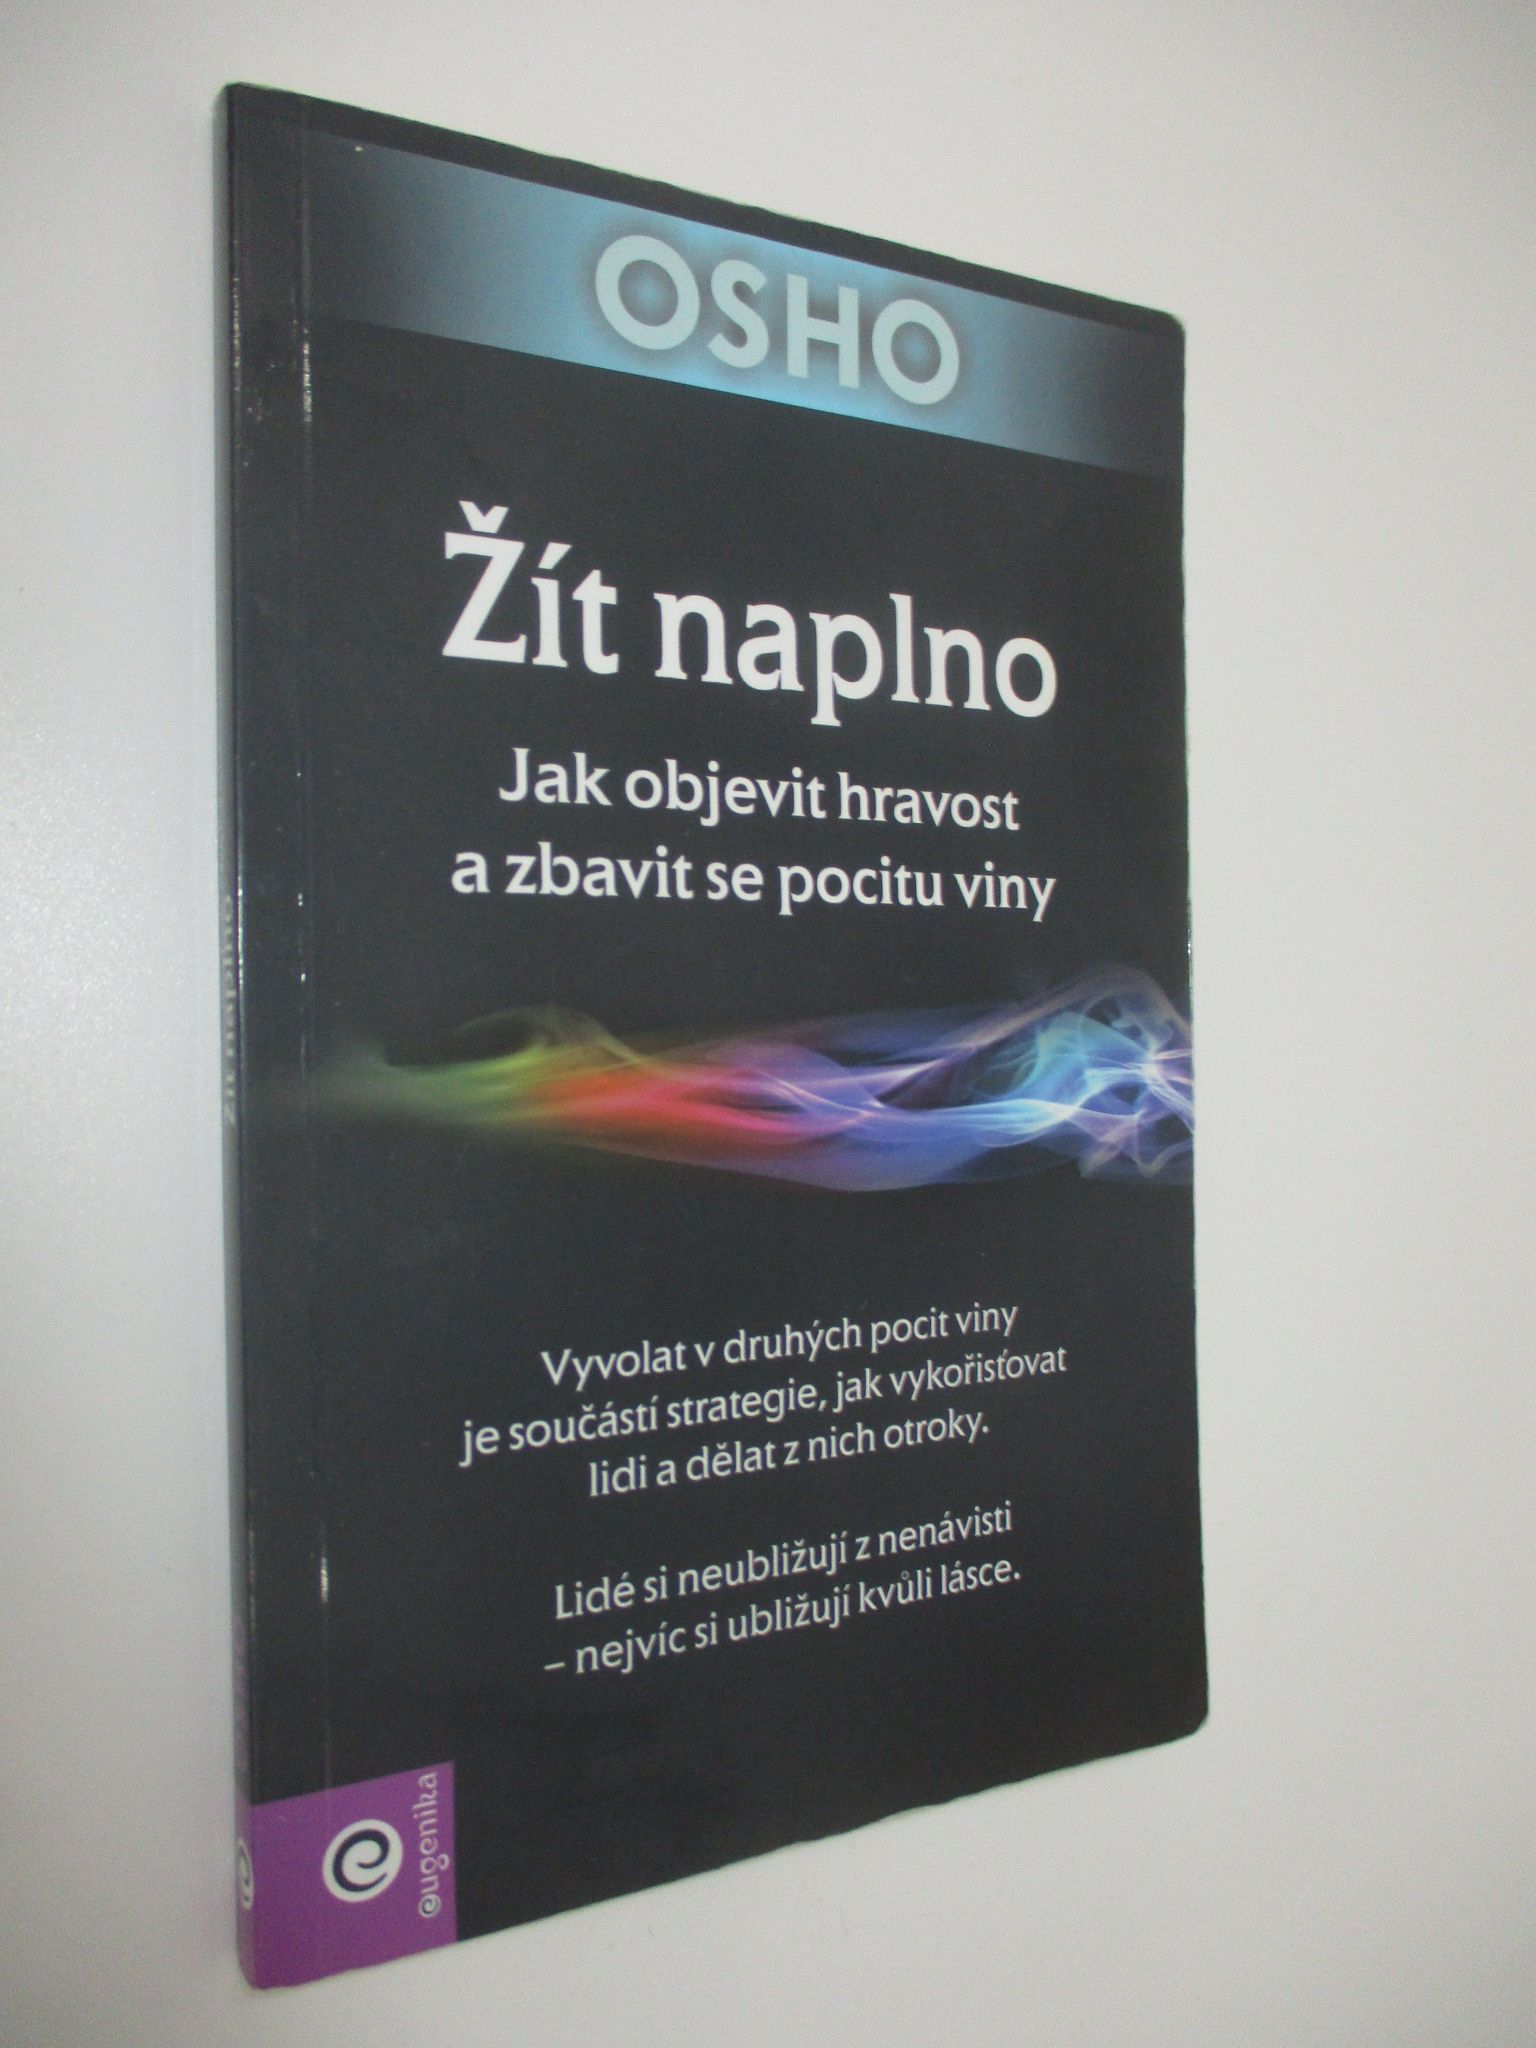 OSHO
Žít naplno
Jak objevit hravost
a zbavit se pocitu viny
Vyvolat v druhých pocit viny
je součástí strategie, jak vykořisťovat
lidi a dělat z nich otroky.
Lidé si neubližují z nenávisti
– nejvíc si ubližují kvůli lásce.
eugenika
Žít naplno